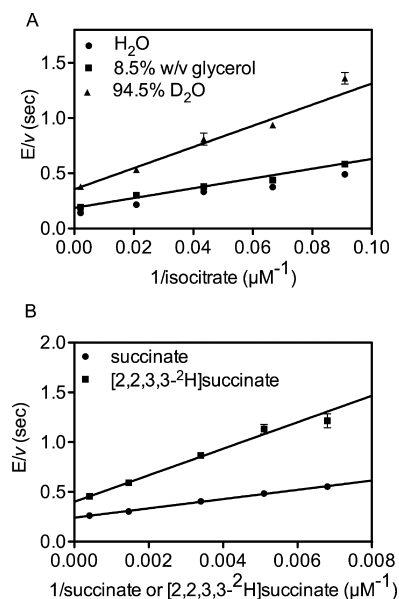 A
H₂O
8.5% w/v glycerol
94.5% D₂O
1.5
1.0
0.5
0.0
E/v (sec)
0.00 0.02 0.04 0.06 0.08 0.10
1/isocitrate (µM⁻¹)
B
succinate
[2,2,3,3-²H]succinate
2.0
1.5
1.0
0.5
0.0
E/v (sec)
0.000 0.002 0.004 0.006 0.008
1/succinate or [2,2,3,3-²H]succinate (µM⁻¹)